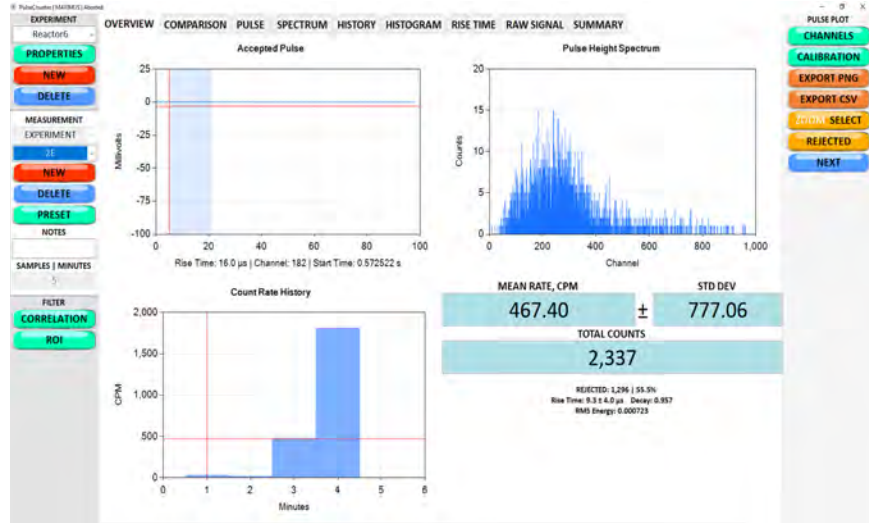 PulseCounter | MAXIMUS | Aborted
EXPERIMENT
Reactor6
PROPERTIES
NEW
DELETE
MEASUREMENT
EXPERIMENT
2E
NEW
DELETE
PRESET
NOTES
SAMPLES | MINUTES
5
FILTER
CORRELATION
ROI
OVERVIEW COMPARISON PULSE SPECTRUM HISTORY HISTOGRAM RISE TIME RAW SIGNAL SUMMARY
Accepted Pulse
Millivolts
25
0
-25
-50
-75
-100
0 20 40 60 80 100
Rise Time: 16.0 µs | Channel: 182 | Start Time: 0.572522 s
Pulse Height Spectrum
Counts
20
15
10
5
0
0 200 400 600 800 1,000
Channel
Count Rate History
CPM
2,000
1,500
1,000
500
0
0 1 2 3 4 5 6
Minutes
MEAN RATE, CPM STD DEV
467.40 ± 777.06
TOTAL COUNTS
2,337
REJECTED: 1,296 | 55.5%
Rise Time: 9.3 ± 4.0 µs Decay: 0.957
RMS Energy: 0.000723
PULSE PLOT
CHANNELS
CALIBRATION
EXPORT PNG
EXPORT CSV
ZOOM SELECT
REJECTED
NEXT